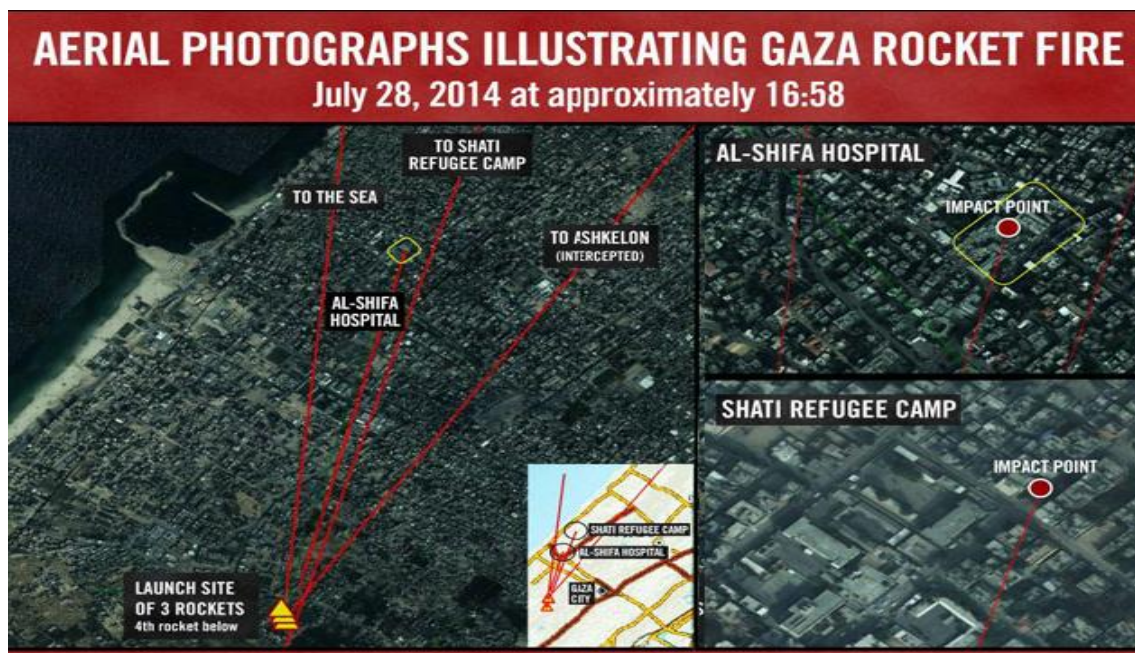 AERIAL PHOTOGRAPHS ILLUSTRATING GAZA ROCKET FIRE
July 28, 2014 at approximately 16:58
TO SHATI
REFUGEE CAMP
TO THE SEA
TO ASHKELON
(INTERCEPTED)
AL-SHIFA
HOSPITAL
LAUNCH SITE
OF 3 ROCKETS
4th rocket below
SHATI REFUGEE CAMP
AL-SHIFA HOSPITAL
GAZA
CITY
AL-SHIFA HOSPITAL
IMPACT POINT
SHATI REFUGEE CAMP
IMPACT POINT